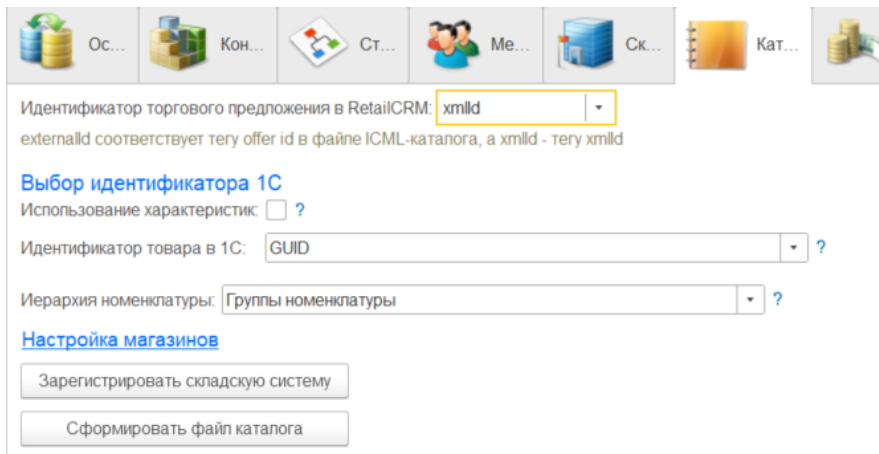 Ос... Кон... Ст... Ме... Ск... Кат...
Идентификатор торгового предложения в RetailCRM: xmlId
externalId соответствует тегу offer id в файле ICML-каталога, а xmlId - тегу xmlId
Выбор идентификатора 1С
Использование характеристик: ?
Идентификатор товара в 1С: GUID ?
Иерархия номенклатуры: Группы номенклатуры ?
Настройка магазинов
Зарегистрировать складскую систему
Сформировать файл каталога